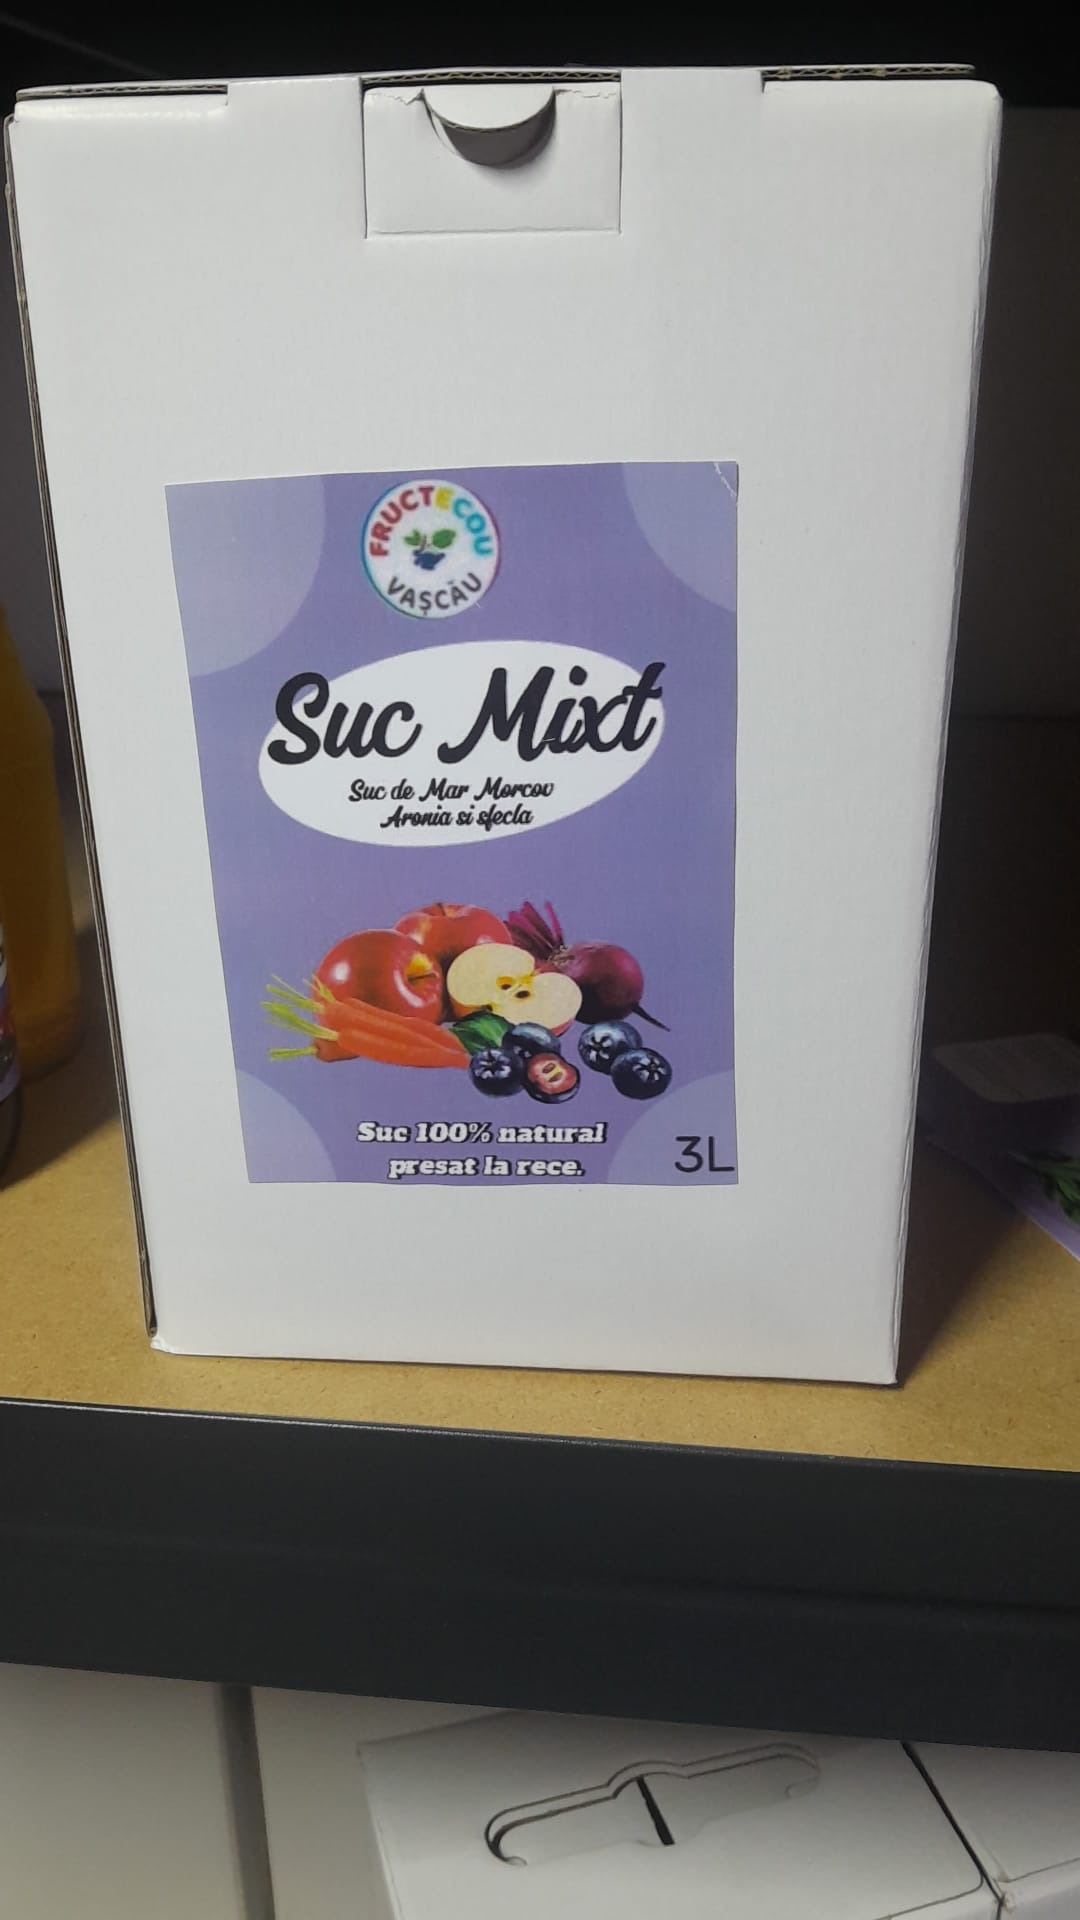 FRUCTECOU
VAȘCĂU
Suc Mixt
Suc de Mar Morcov
Aronia si sfecla
Suc 100% natural
presat la rece.
3L